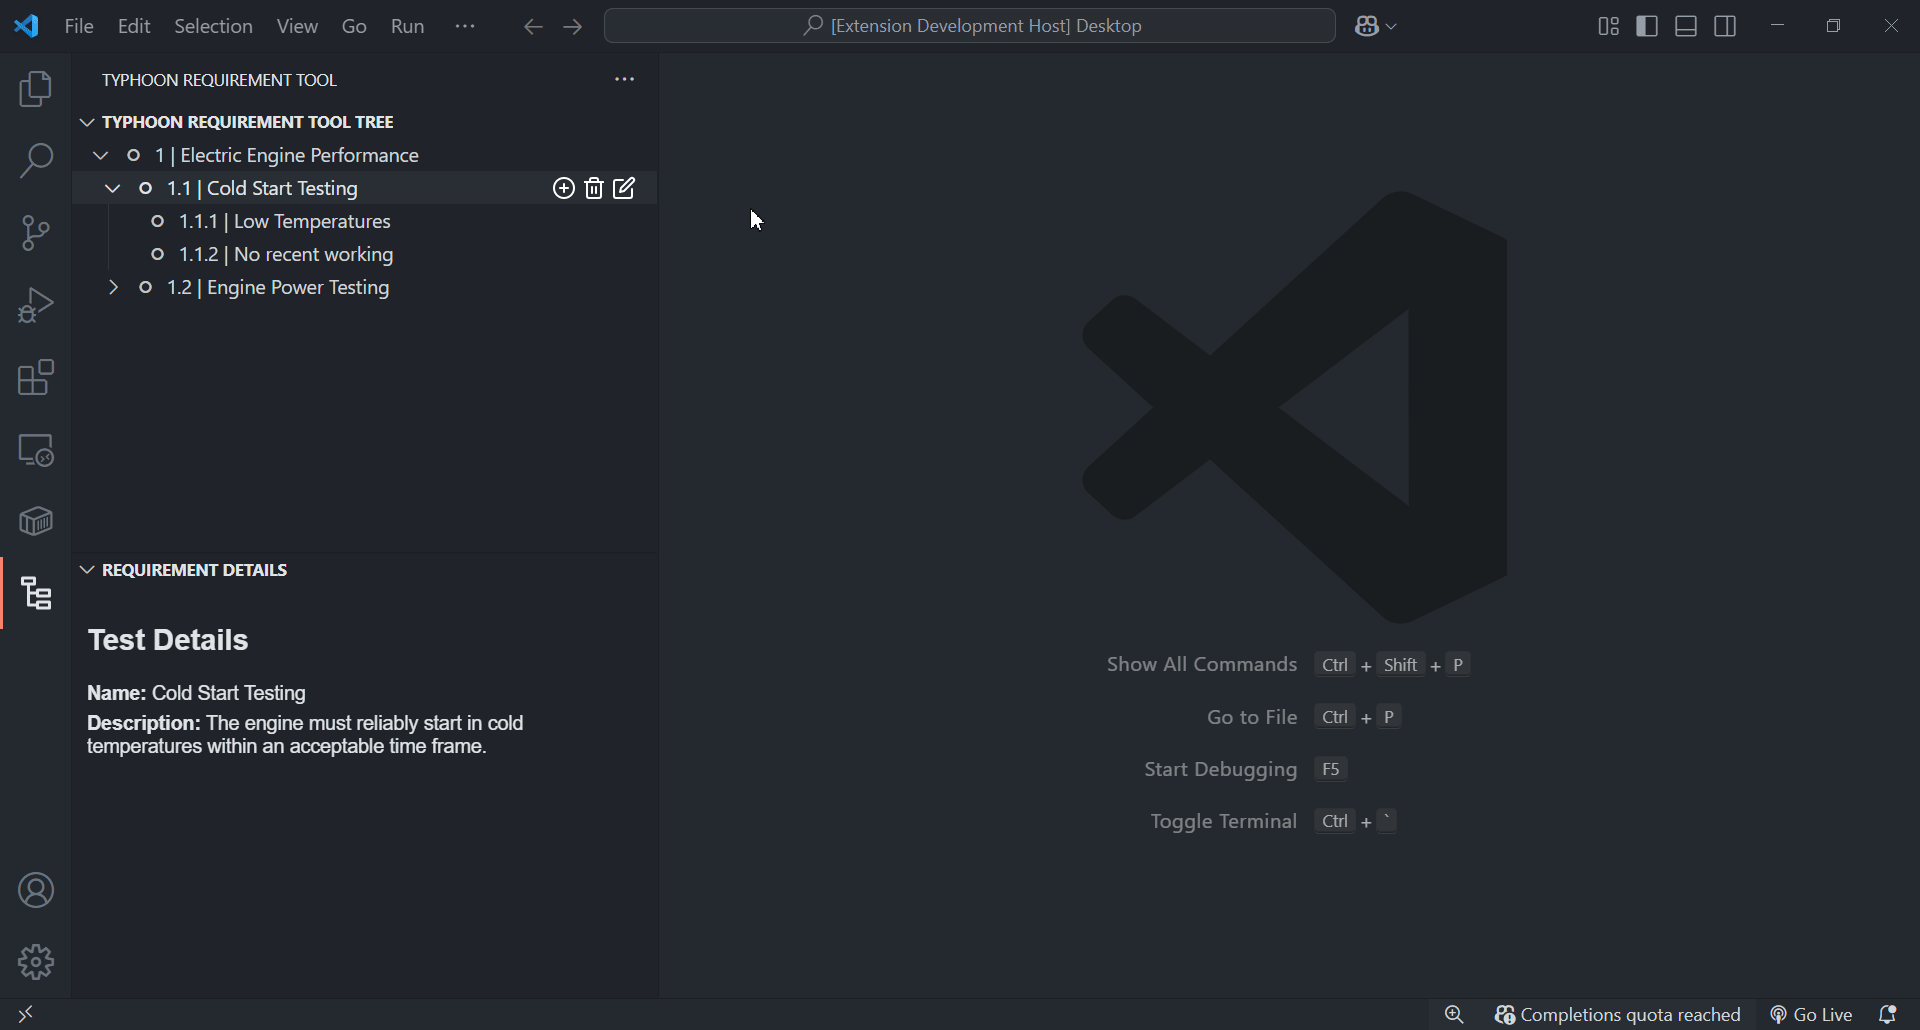 File Edit Selection View Go Run ···
[Extension Development Host] Desktop
TYPHOON REQUIREMENT TOOL
TYPHOON REQUIREMENT TOOL TREE
1 | Electric Engine Performance
1.1 | Cold Start Testing
1.1.1 | Low Temperatures
1.1.2 | No recent working
1.2 | Engine Power Testing
REQUIREMENT DETAILS
Test Details
Name: Cold Start Testing
Description: The engine must reliably start in cold
temperatures within an acceptable time frame.
Show All Commands Ctrl + Shift + P
Go to File Ctrl + P
Start Debugging F5
Toggle Terminal Ctrl + `
Completions quota reached Go Live